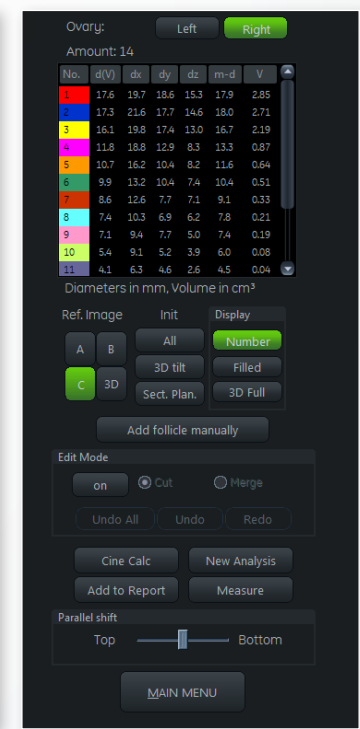 Ovary: Left Right
Amount: 14
No. d(V) dx dy dz m-d V
1 17.6 19.7 18.6 15.3 17.9 2.85
2 17.3 21.6 17.7 14.6 18.0 2.71
3 16.1 19.8 17.4 13.0 16.7 2.19
4 11.8 18.8 12.9 8.3 13.3 0.87
5 10.7 16.2 10.4 8.2 11.6 0.64
6 9.9 13.2 10.4 7.4 10.4 0.51
7 8.6 12.6 7.7 7.1 9.1 0.33
8 7.4 10.3 6.9 6.2 7.8 0.21
9 7.1 9.4 7.7 5.0 7.4 0.19
10 5.4 9.1 5.2 3.9 6.0 0.08
11 4.1 6.3 4.6 2.6 4.5 0.04
Diameters in mm, Volume in cm³
Ref. Image Init Display
A B All Number
C 3D 3D tilt Filled
Sect. Plan. 3D Full
Add follicle manually
Edit Mode
on Cut Merge
Undo All Undo Redo
Cine Calc New Analysis
Add to Report Measure
Parallel shift
Top Bottom
MAIN MENU